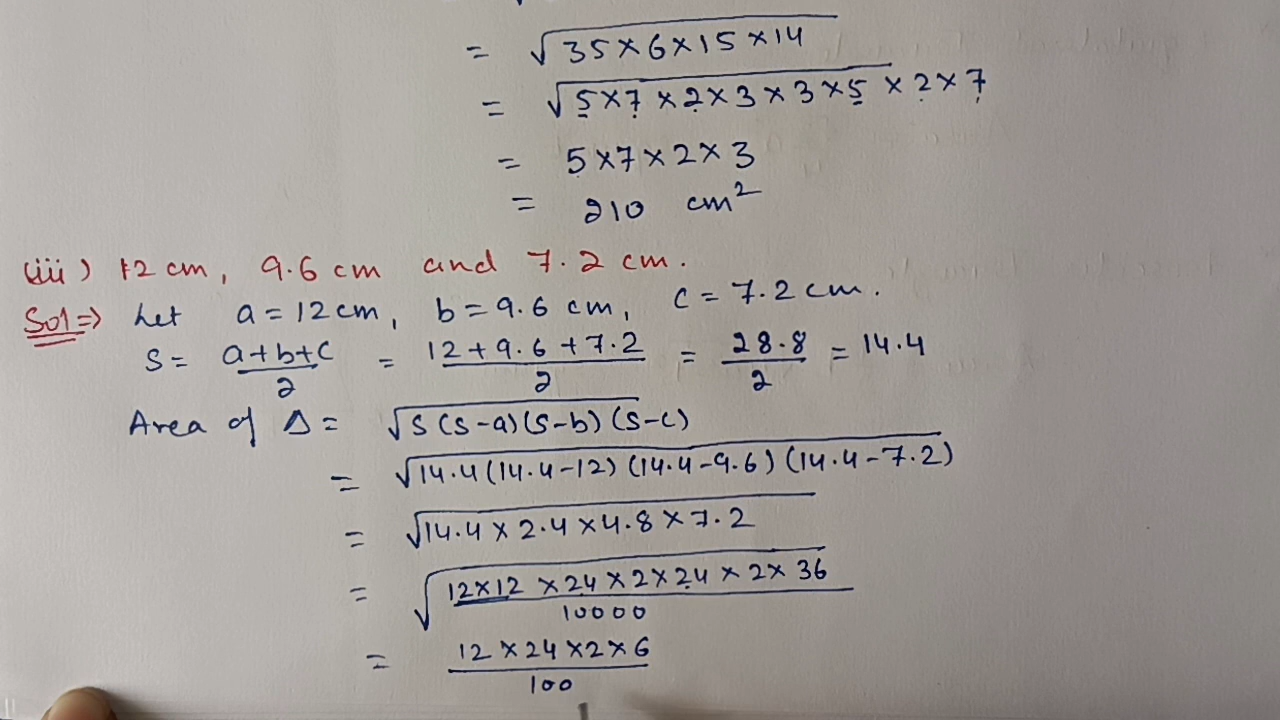 = √35×6×15×14
= √5×7×2×3×3×5×2×7
= 5×7×2×3
= 210 cm²
(iii) 12 cm, 9.6 cm and 7.2 cm.
Sol⇒ Let a=12cm, b=9.6 cm, c=7.2cm.
S= a+b+c/2 = 12+9.6+7.2/2 = 28.8/2 = 14.4
Area of Δ= √S(S-a)(S-b)(S-c)
= √14.4(14.4-12)(14.4-9.6)(14.4-7.2)
= √14.4×2.4×4.8×7.2
= √12×12×24×2×24×2×36/10000
= 12×24×2×6/100